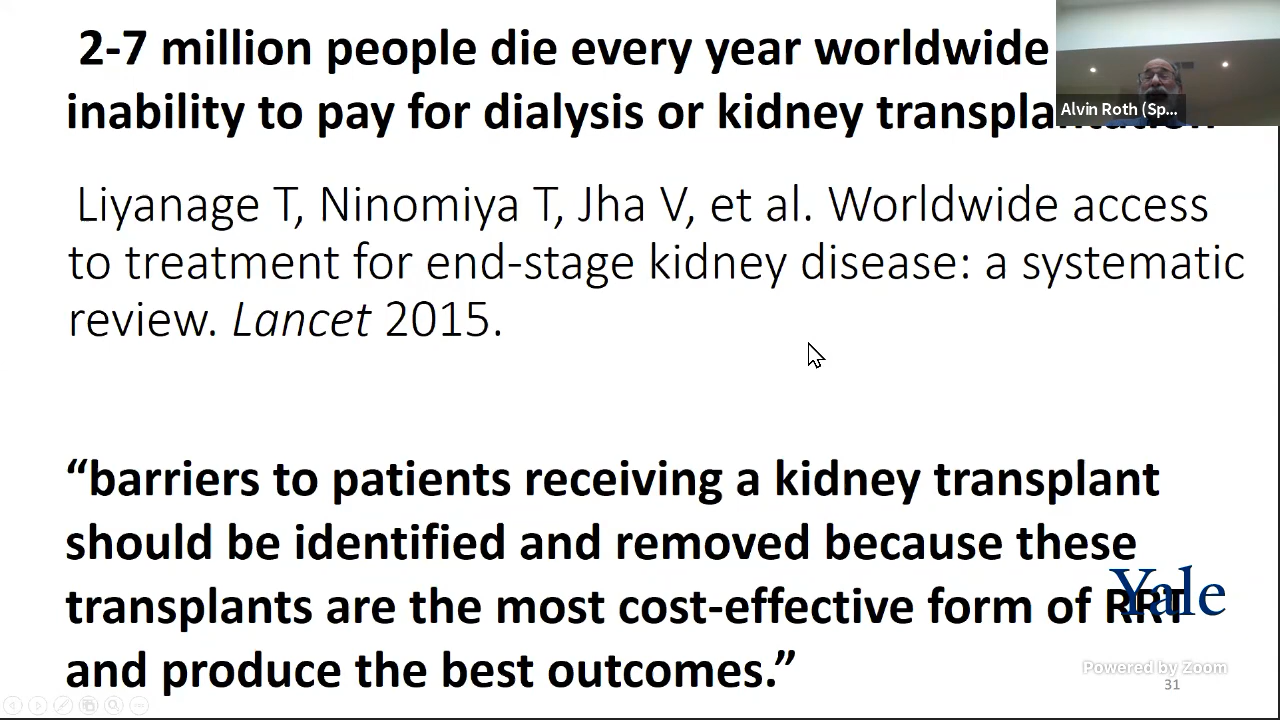 2-7 million people die every year worldwide
inability to pay for dialysis or kidney transplantation
Alvin Roth (Sp...
Liyanage T, Ninomiya T, Jha V, et al. Worldwide access
to treatment for end-stage kidney disease: a systematic
review. Lancet 2015.
“barriers to patients receiving a kidney transplant
should be identified and removed because these
transplants are the most cost-effective form of RRT
and produce the best outcomes.”
Yale
Powered by Zoom
31